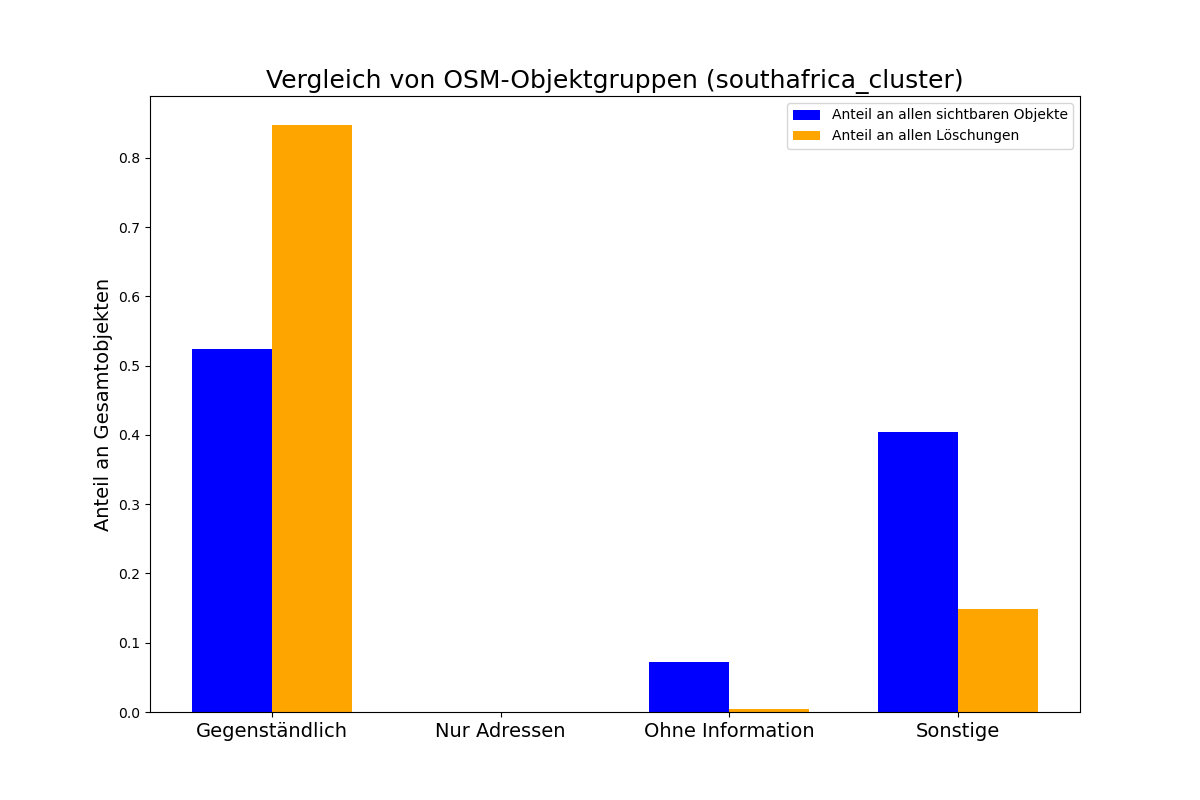 Vergleich von OSM-Objektgruppen (southafrica_cluster)
Anteil an allen sichtbaren Objekte
Anteil an allen Löschungen
Anteil an Gesamtobjekten
0.8
0.7
0.6
0.5
0.4
0.3
0.2
0.1
0.0
Gegenständlich
Nur Adressen
Ohne Information
Sonstige